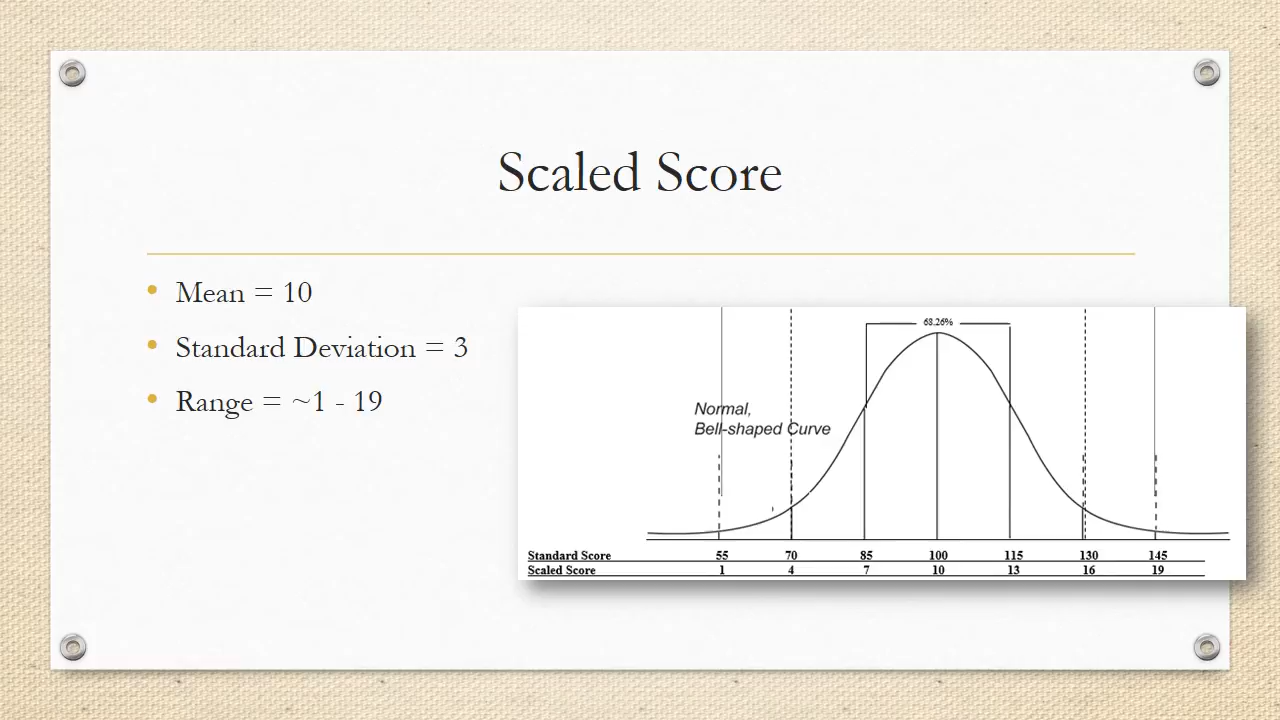 Scaled Score
• Mean = 10
• Standard Deviation = 3
• Range = ~1 - 19
68.26%
Normal,
Bell-shaped Curve
Standard Score 55 70 85 100 115 130 145
Scaled Score 1 4 7 10 13 16 19